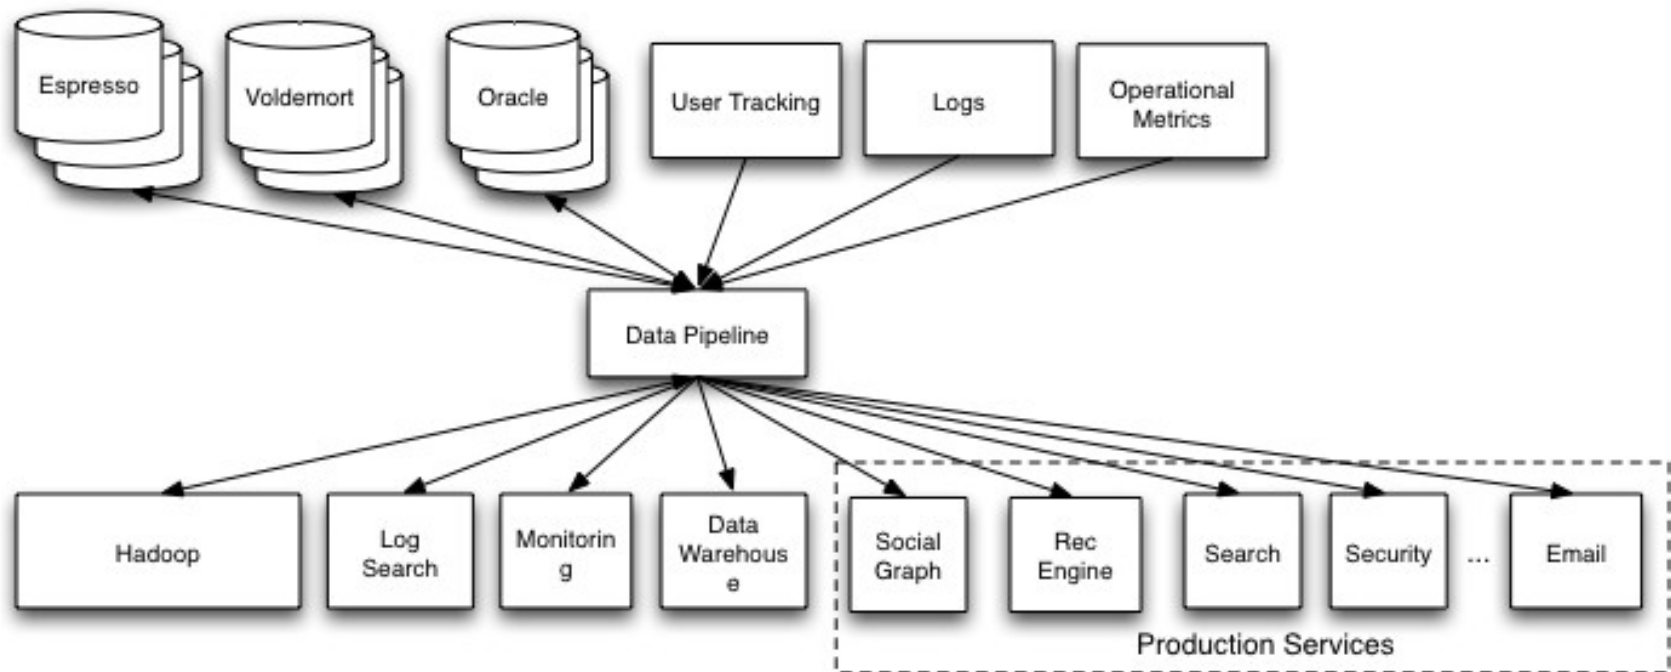 Espresso
Voldemort
Oracle
User Tracking
Logs
Operational
Metrics
Data Pipeline
Hadoop
Log
Search
Monitorin
g
Data
Warehous
e
Social
Graph
Rec
Engine
Search
Security
...
Email
Production Services